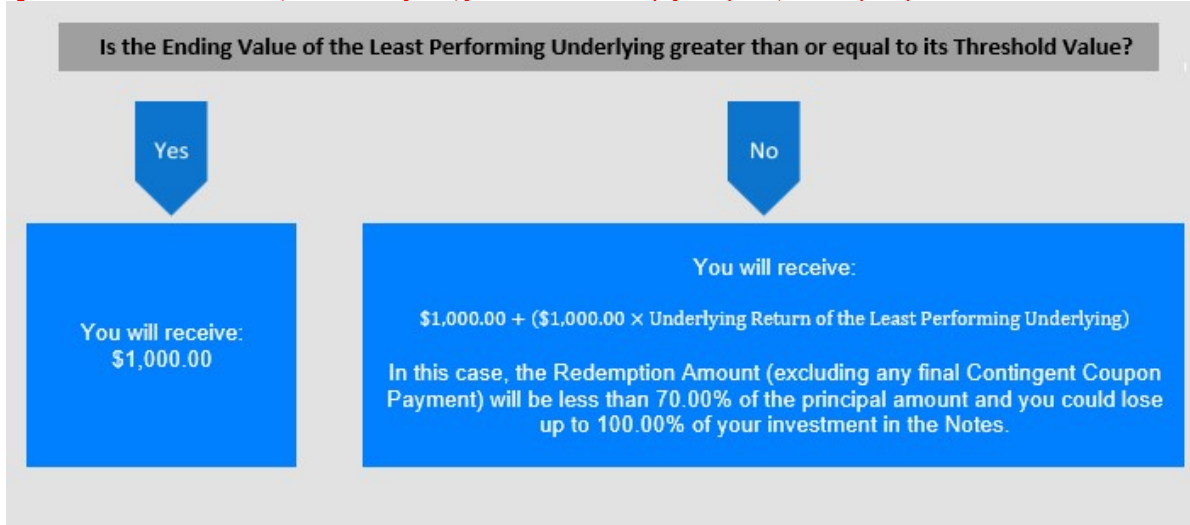 Is the Ending Value of the Least Performing Underlying greater than or equal to its Threshold Value?
Yes
No
You will receive:
$1,000.00
You will receive:
$1,000.00 + ($1,000.00 × Underlying Return of the Least Performing Underlying)
In this case, the Redemption Amount (excluding any final Contingent Coupon
Payment) will be less than 70.00% of the principal amount and you could lose
up to 100.00% of your investment in the Notes.